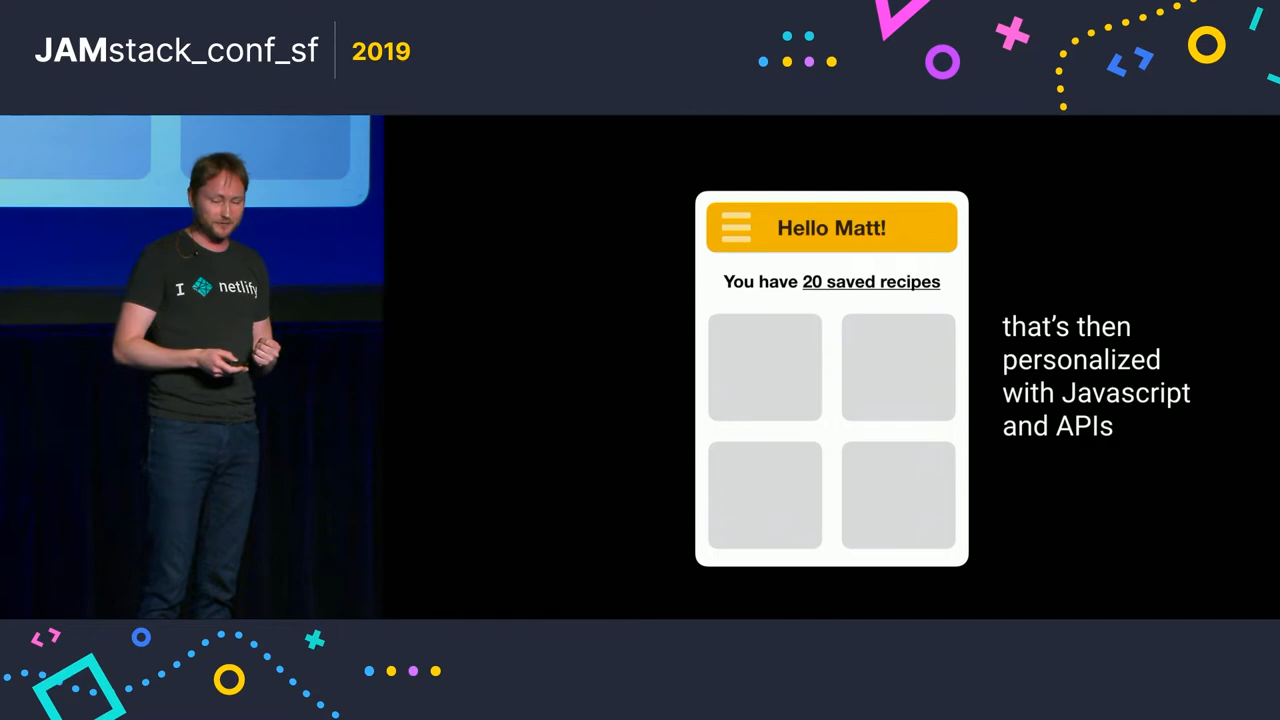 JAMstack_conf_sf 2019
I netlify
Hello Matt!
You have 20 saved recipes
that's then
personalized
with Javascript
and APIs